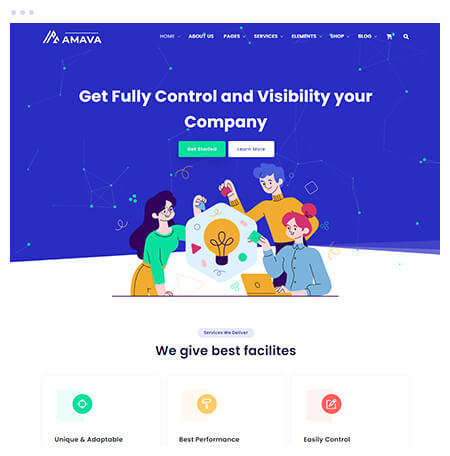 AMAVA
HOME ABOUT US PAGES SERVICES ELEMENTS SHOP BLOG
Get Fully Control and Visibility your
Company
Get Started Learn More
Services We Deliver
We give best facilites
Unique & Adaptable Best Performance Easily Control